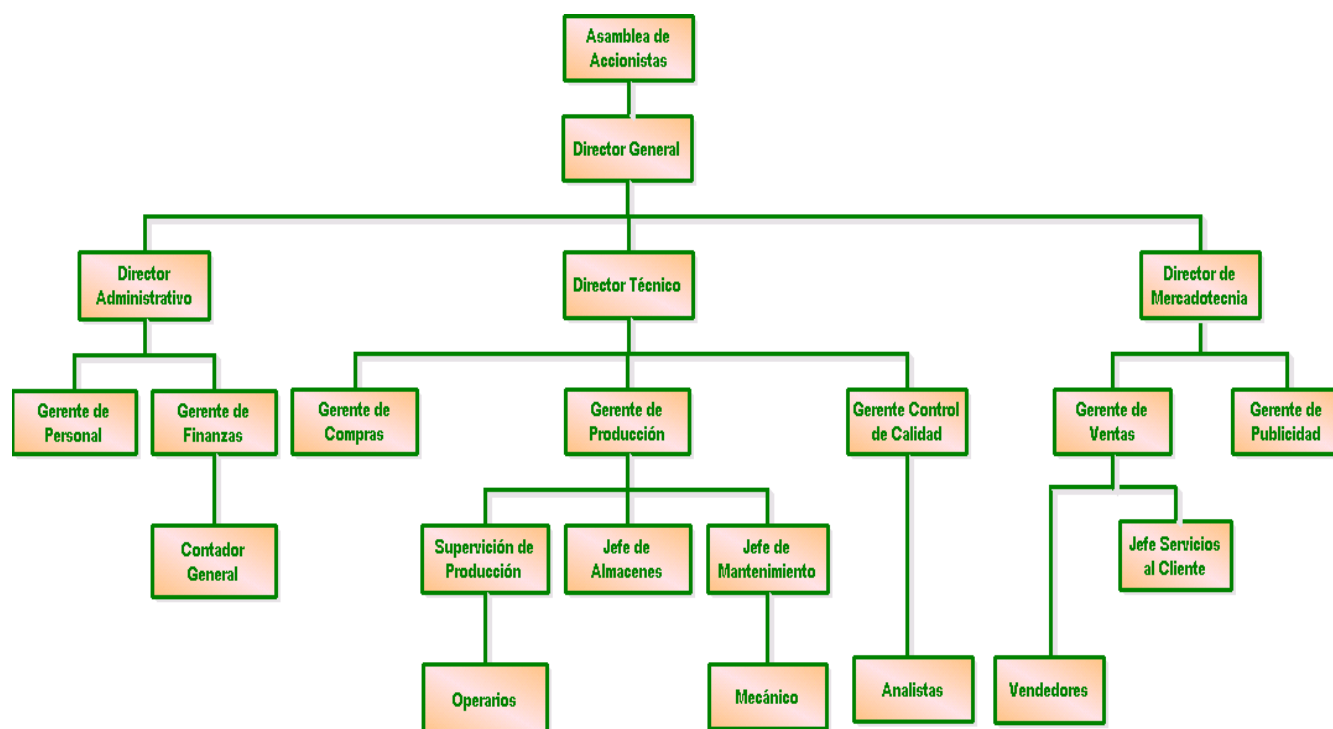 Asamblea de
Accionistas
Director General
Director
Administrativo
Director Técnico
Director de
Mercadotecnia
Gerente de
Personal
Gerente de
Finanzas
Gerente de
Compras
Gerente de
Producción
Gerente Control
de Calidad
Gerente de
Ventas
Gerente de
Publicidad
Contador
General
Supervición de
Producción
Jefe de
Almacenes
Jefe de
Mantenimiento
Jefe Servicios
al Cliente
Operarios
Mecánico
Analistas
Vendedores